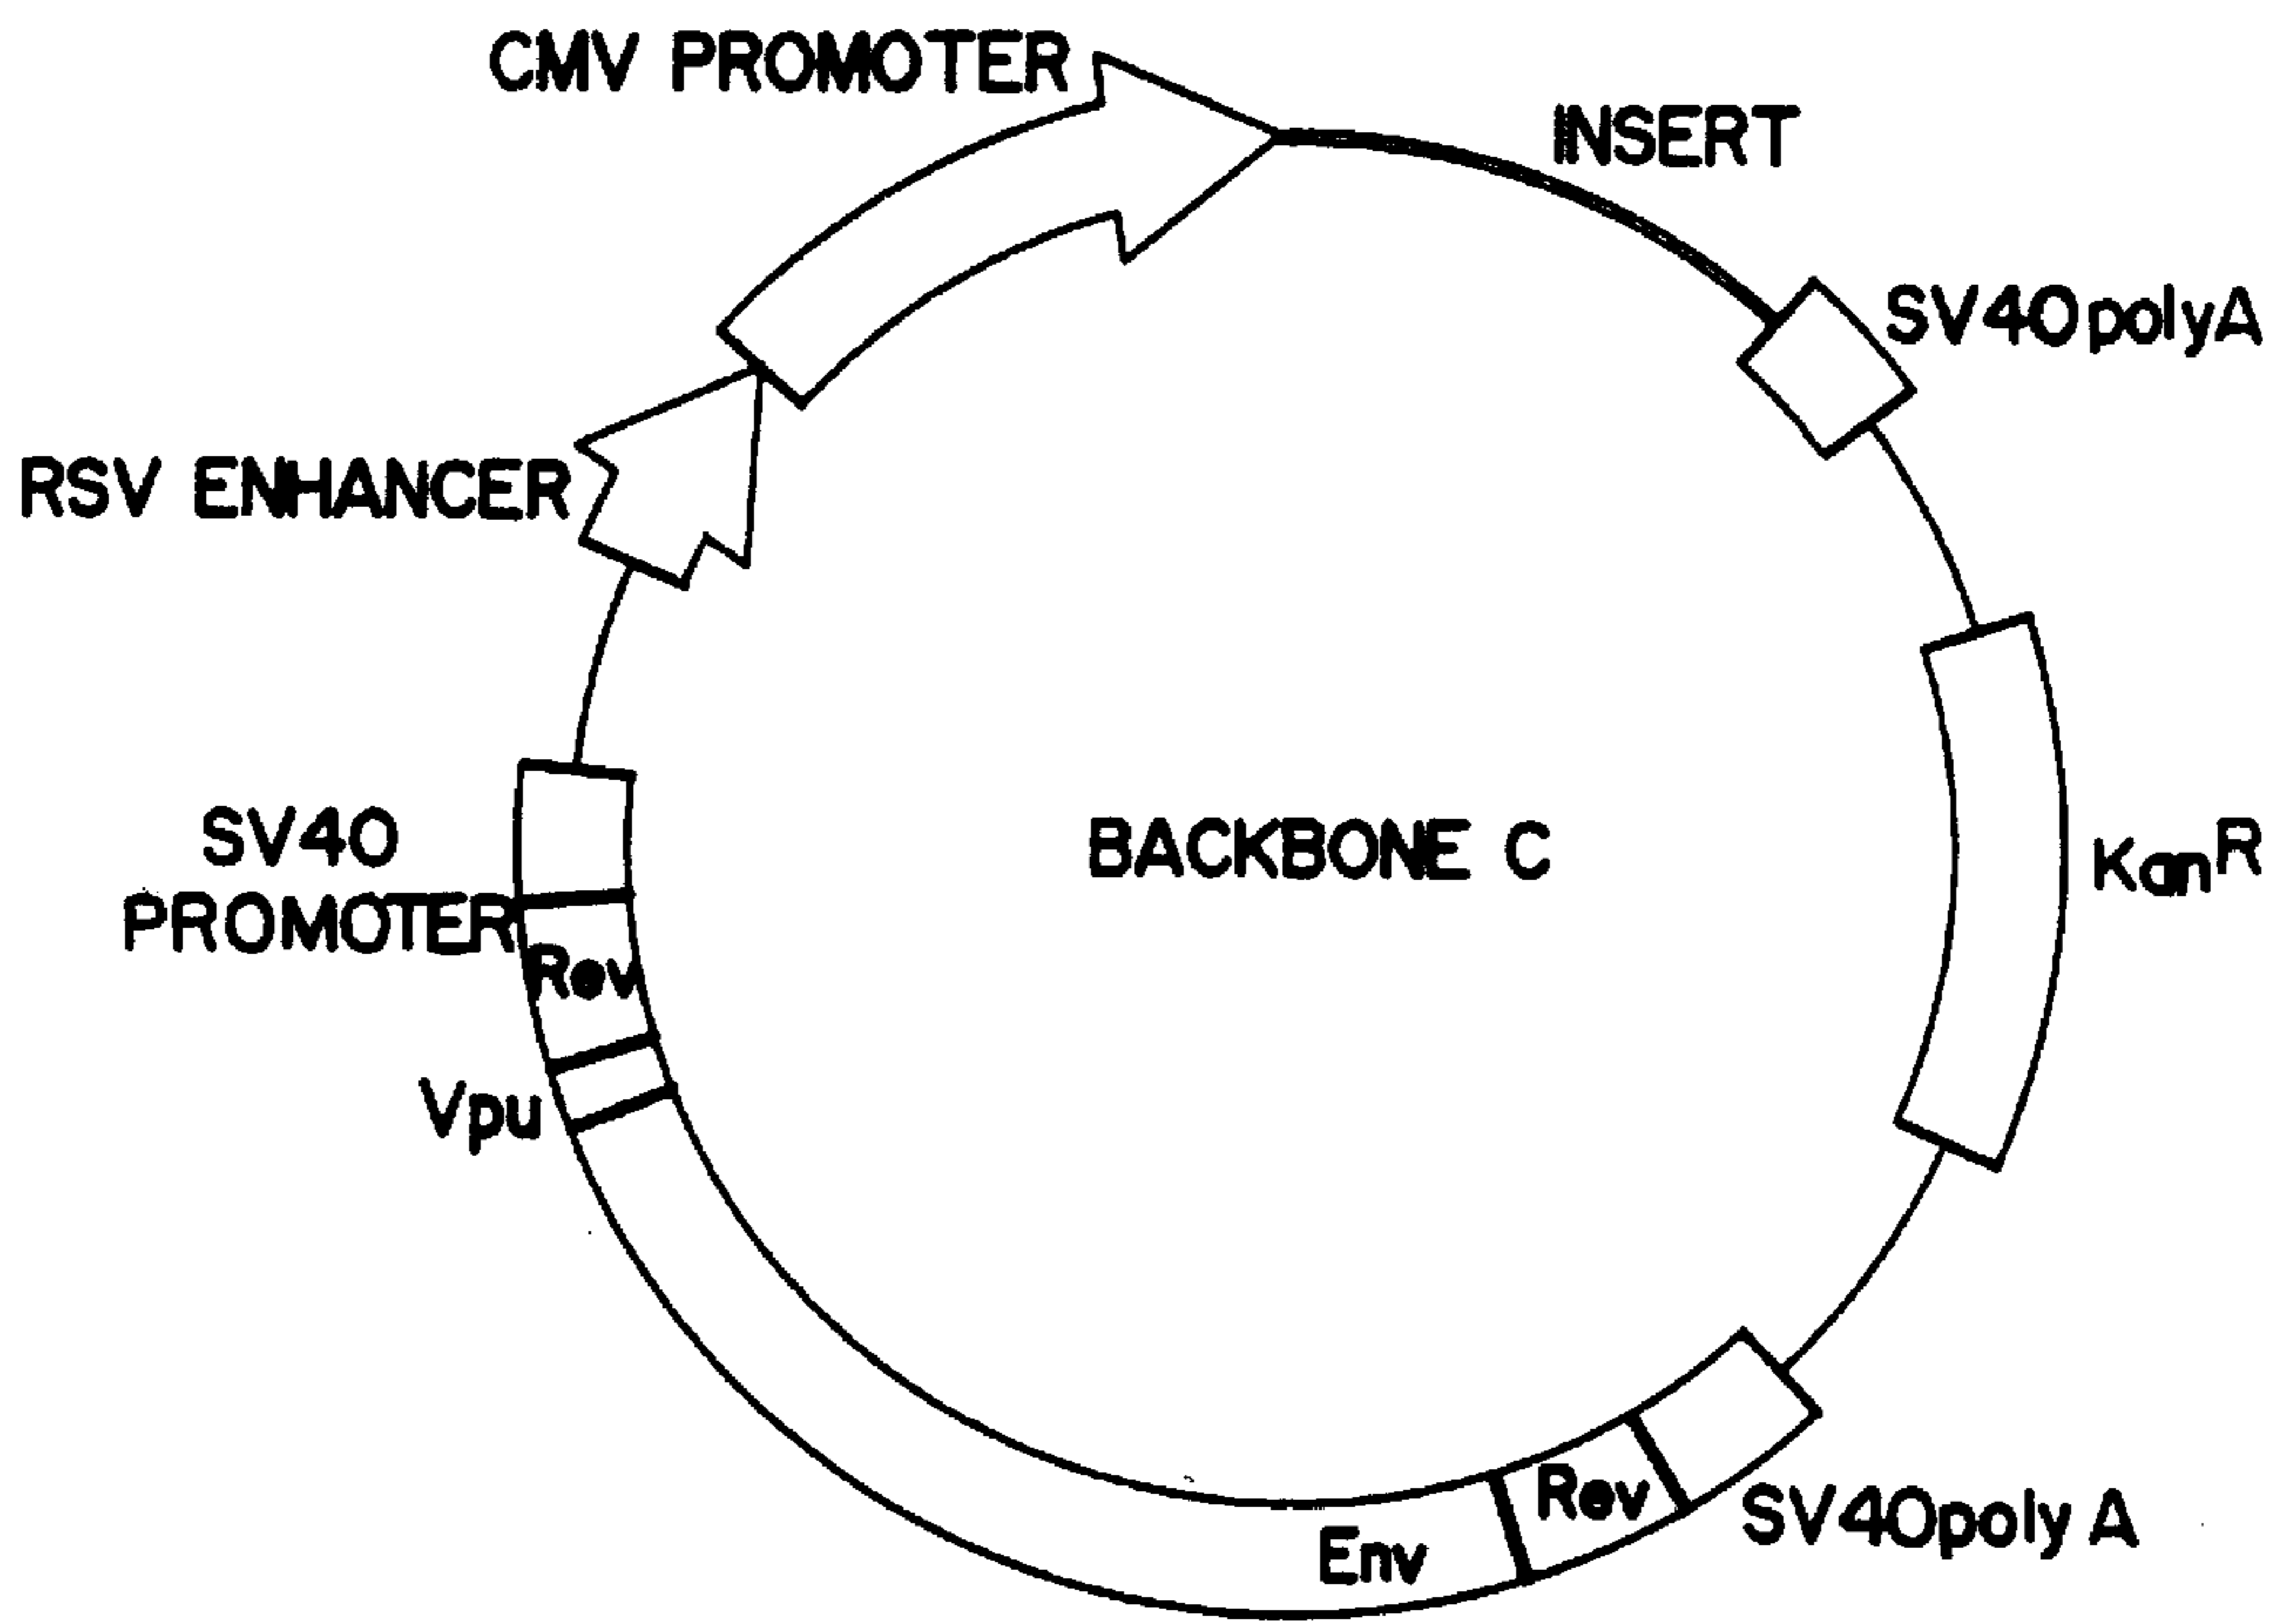 CMV PROMOTER
INSERT
SV40polyA
RSV ENHANCER
SV40
PROMOTER
BACKBONE C
KanR
Rev
Vpu
Rev
SV40poly A
Env